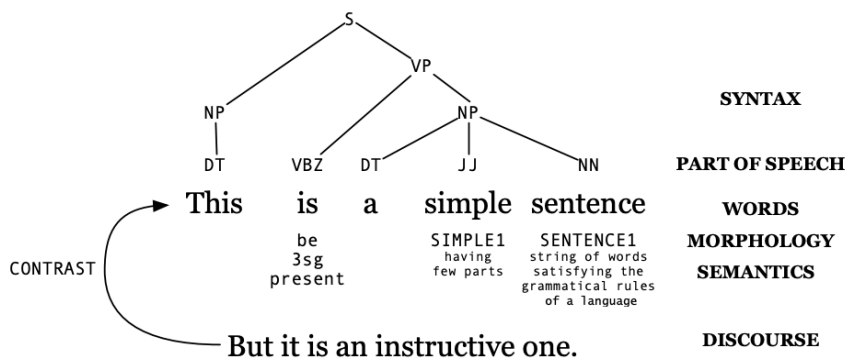 S
VP
NP NP SYNTAX
DT VBZ DT JJ NN PART OF SPEECH
This is a simple sentence WORDS
be SIMPLE1 SENTENCE1 MORPHOLOGY
3sg having string of words
CONTRAST present few parts satisfying the SEMANTICS
grammatical rules
of a language
But it is an instructive one. DISCOURSE